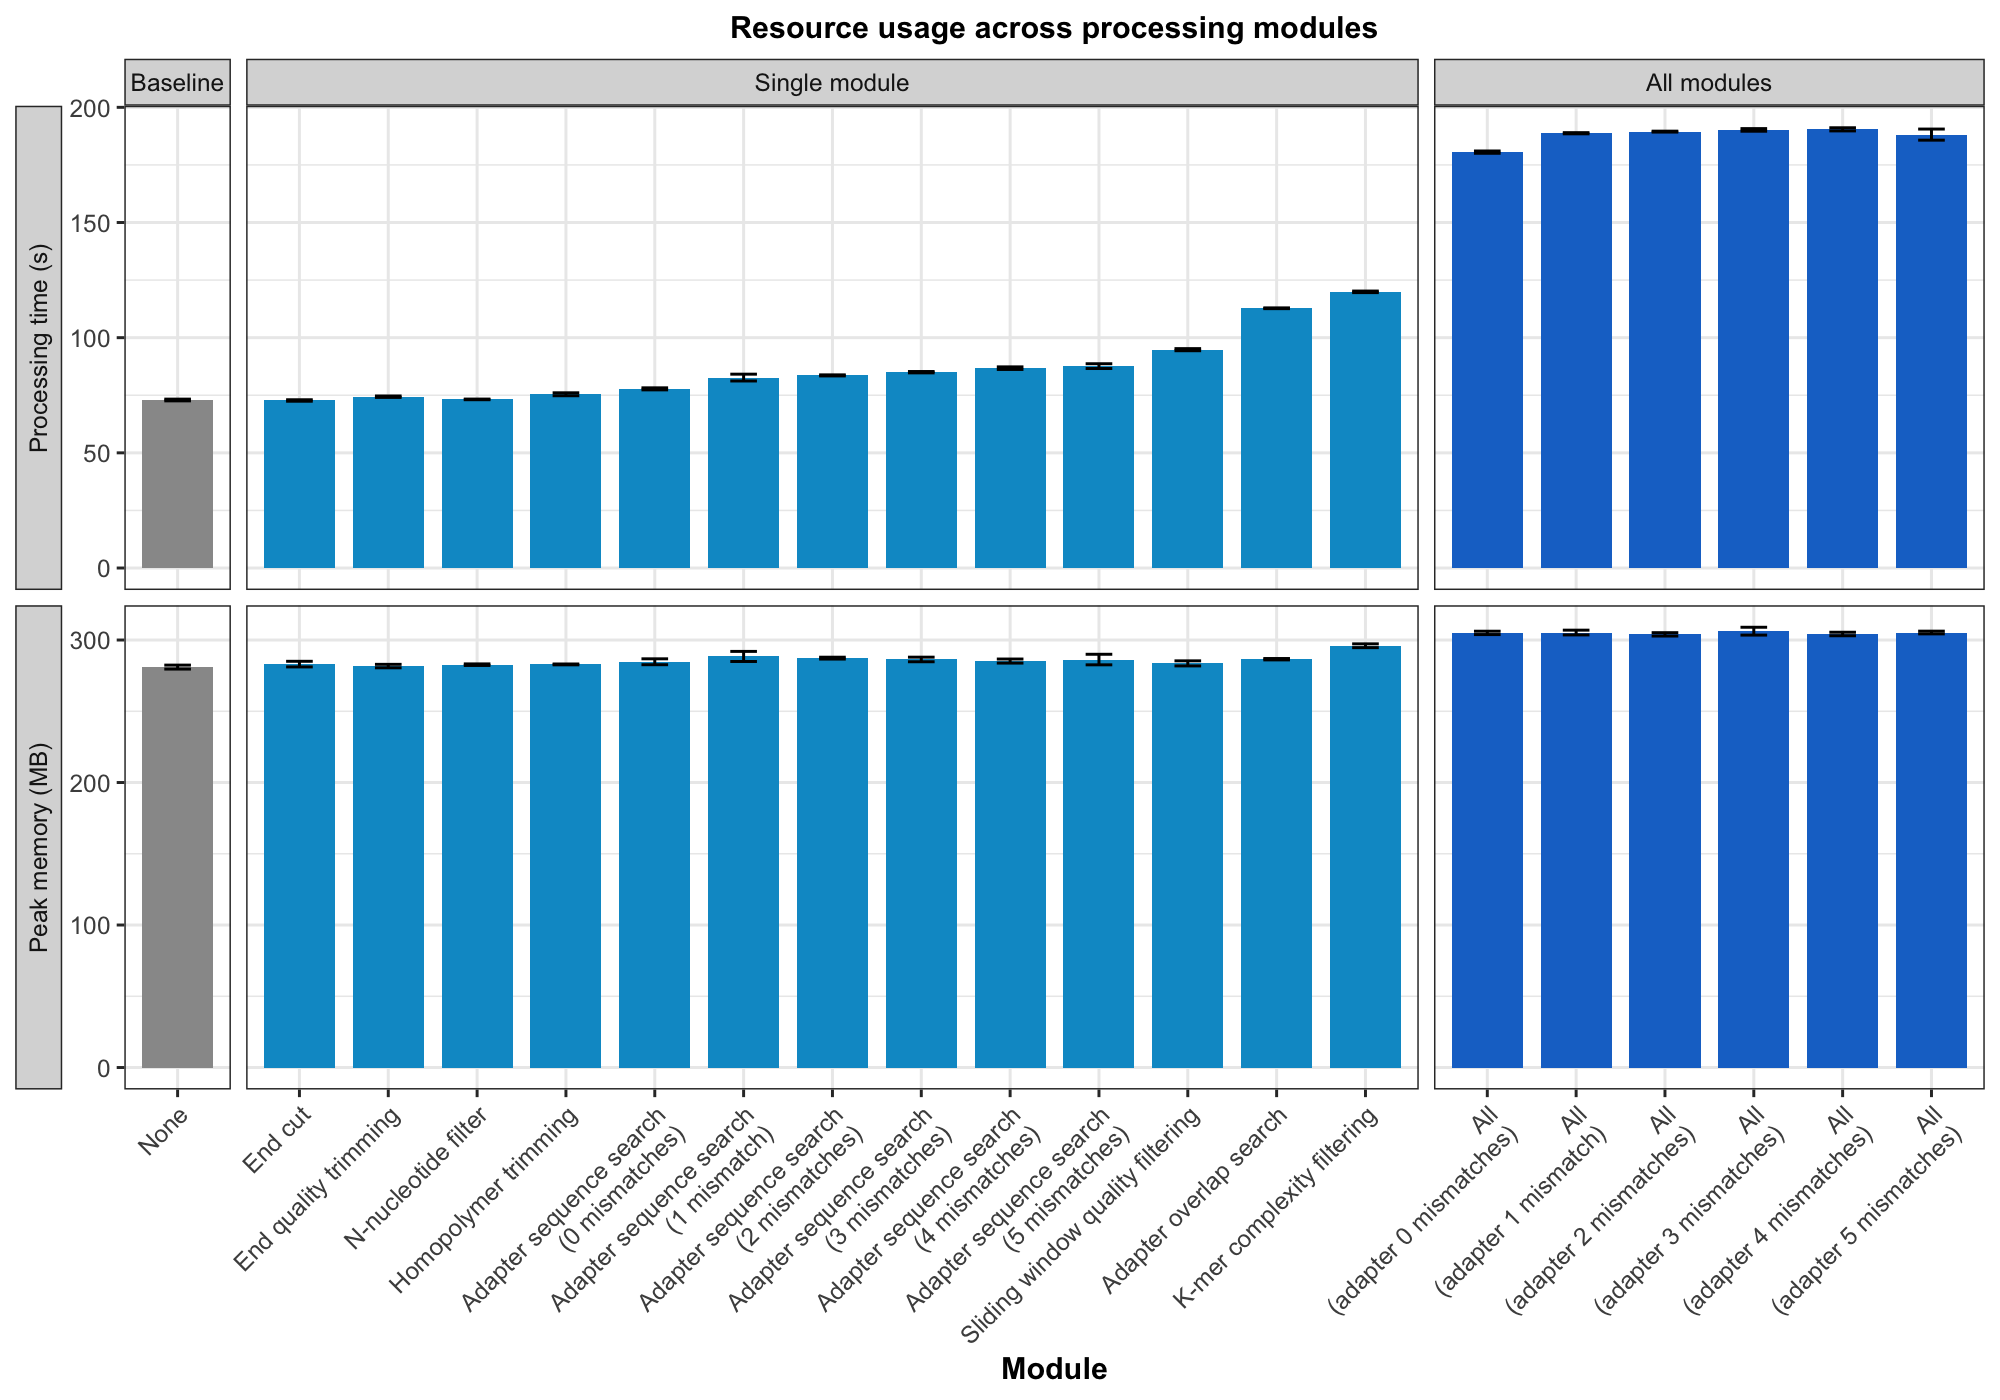 Resource usage across processing modules
Baseline
Single module
All modules
Processing time (s)
200
150
100
50
0
Peak memory (MB)
300
200
100
0
None
End cut
End quality trimming
N-nucleotide filter
Homopolymer trimming
Adapter sequence search
(0 mismatches)
Adapter sequence search
(1 mismatch)
Adapter sequence search
(2 mismatches)
Adapter sequence search
(3 mismatches)
Adapter sequence search
(4 mismatches)
Adapter sequence search
(5 mismatches)
Sliding window quality filtering
Adapter overlap search
K-mer complexity filtering
All
(adapter 0 mismatches)
All
(adapter 1 mismatch)
All
(adapter 2 mismatches)
All
(adapter 3 mismatches)
All
(adapter 4 mismatches)
All
(adapter 5 mismatches)
Module